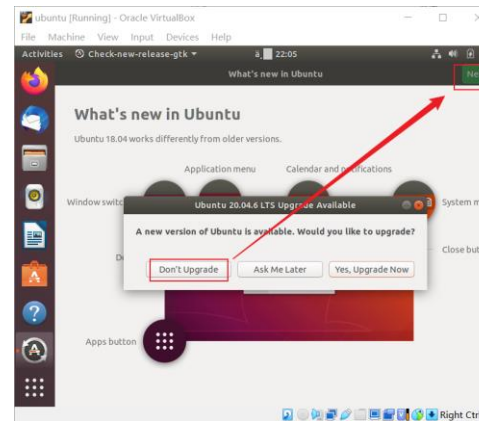 ubuntu [Running] - Oracle VirtualBox
File Machine View Input Devices Help
Activities Check-new-release-gtk 22:05
What's new in Ubuntu
Ne
What's new in Ubuntu
Ubuntu 18.04 works differently from older versions.
Application menu Calendar and notifications
Window switc System m
Ubuntu 20.04.6 LTS Upgrade Available
A new version of Ubuntu is available. Would you like to upgrade?
Close but
Don't Upgrade Ask Me Later Yes, Upgrade Now
Apps button
Right Ctr